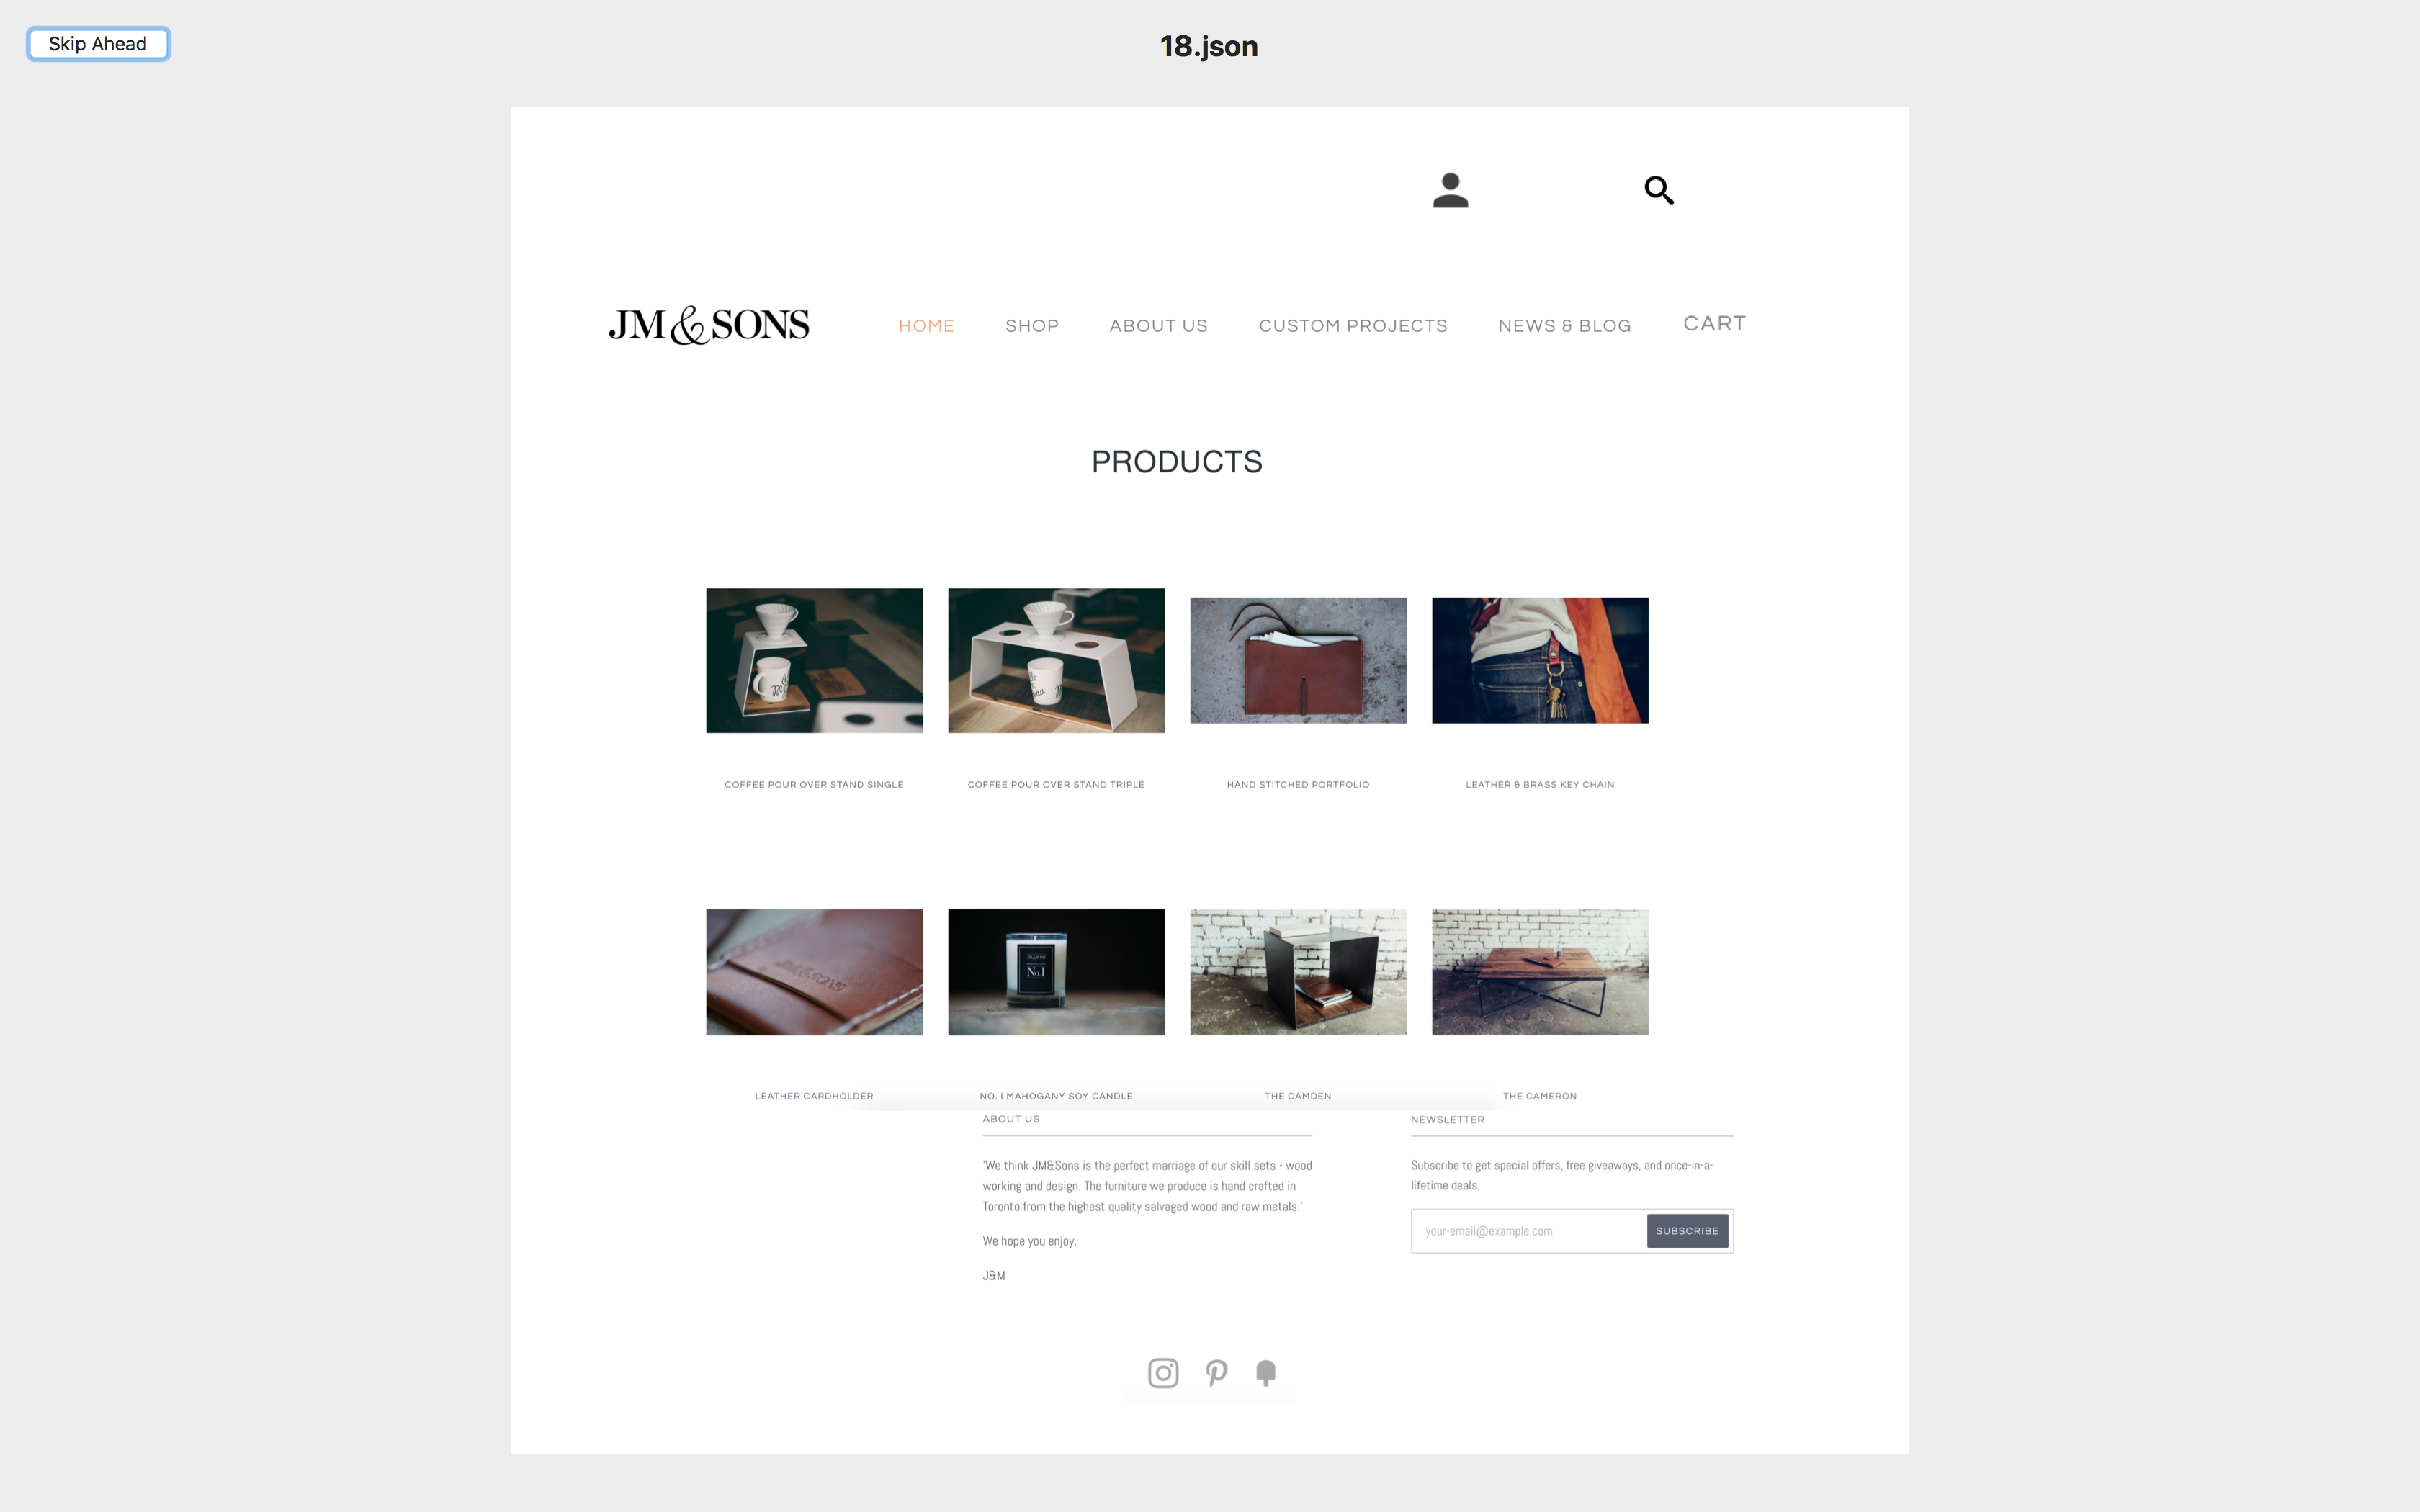 Skip Ahead
18.json
JM & SONS
HOME SHOP ABOUT US CUSTOM PROJECTS NEWS & BLOG CART
PRODUCTS
COFFEE POUR OVER STAND SINGLE
COFFEE POUR OVER STAND TRIPLE
HAND STITCHED PORTFOLIO
LEATHER & BRASS KEY CHAIN
JM&SONS
No.1
LEATHER CARDHOLDER
NO. 1 MAHOGANY SOY CANDLE
THE CAMDEN
THE CAMERON
ABOUT US
'We think JM&Sons is the perfect marriage of our skill sets - wood
working and design. The furniture we produce is hand crafted in
Toronto from the highest quality salvaged wood and raw metals.'
We hope you enjoy.
J&M
NEWSLETTER
Subscribe to get special offers, free giveaways, and once-in-a-
lifetime deals.
your-email@example.com
SUBSCRIBE